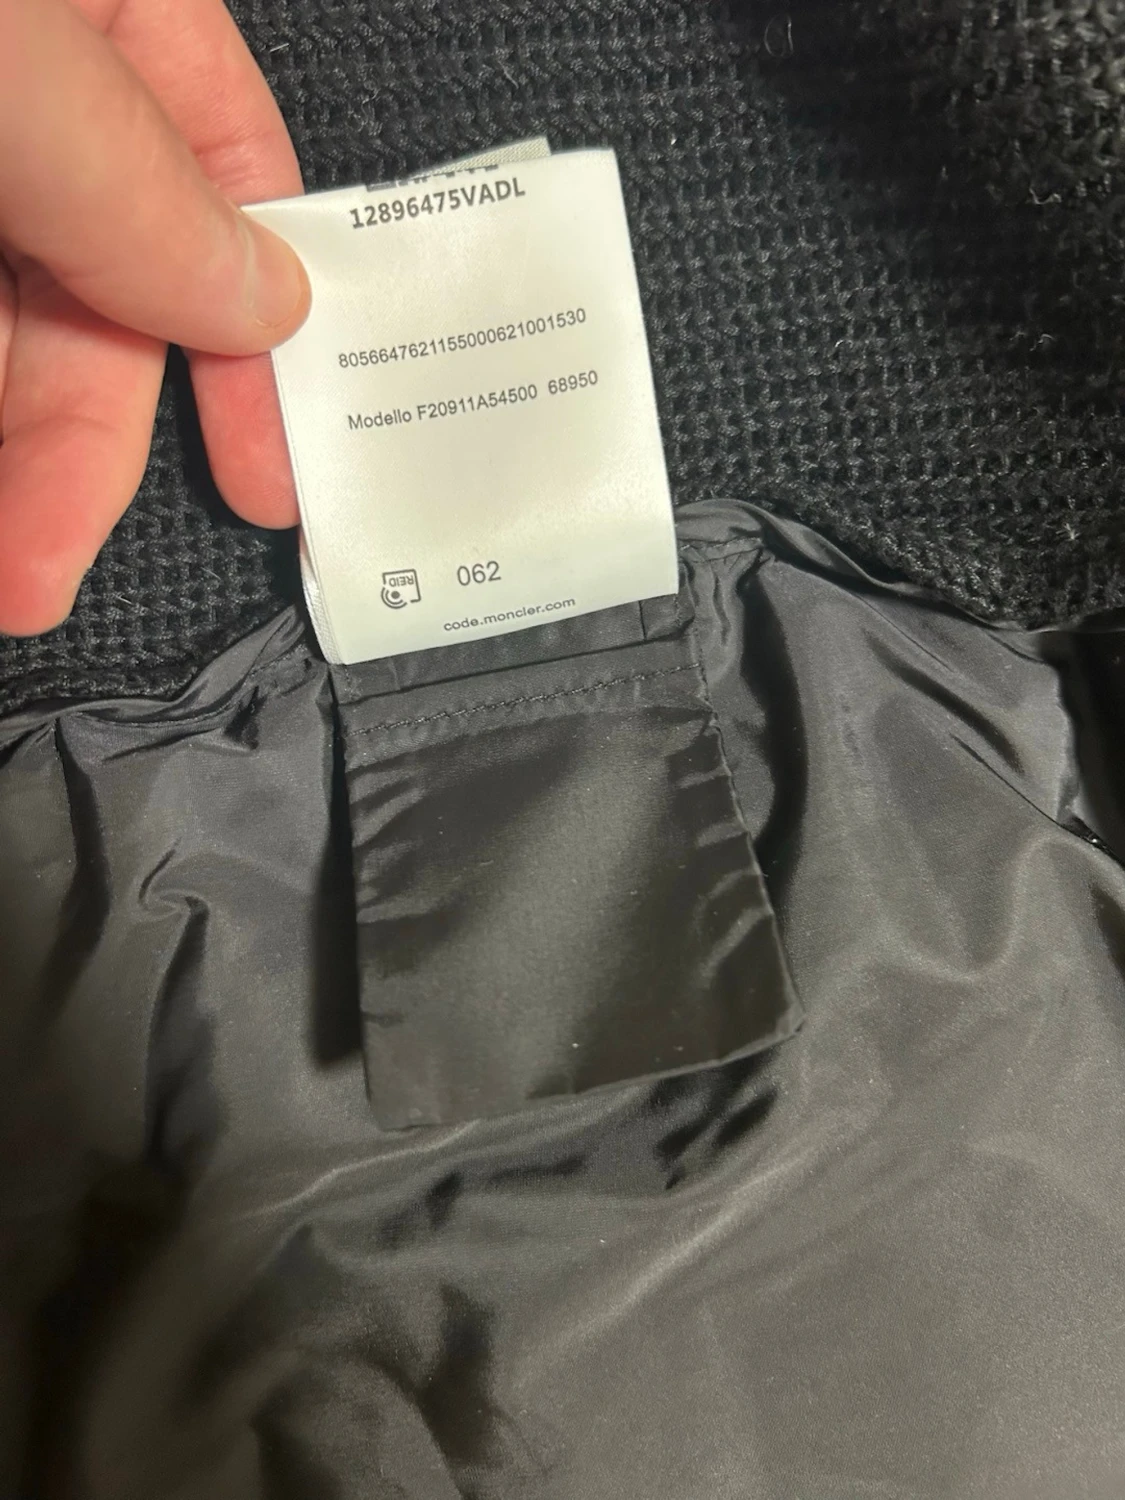 12896475VADL
8056647621155000621001530
Modello F20911A54500 68950
RFID
062
code.moncler.com